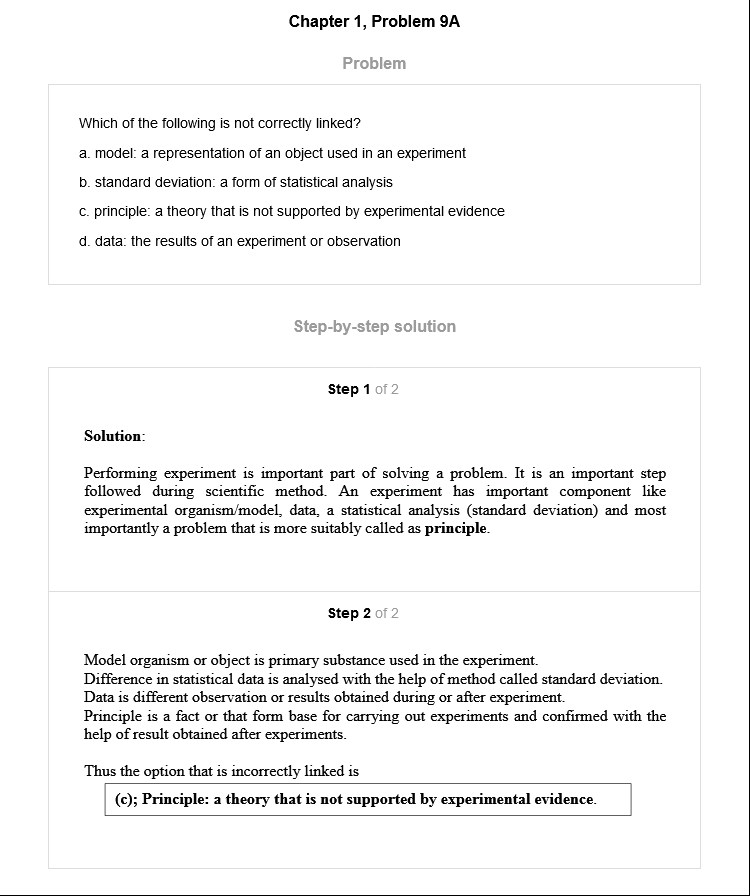 Chapter 1, Problem 9A
Problem
Which of the following is not correctly linked?
a. model: a representation of an object used in an experiment
b. standard deviation: a form of statistical analysis
c. principle: a theory that is not supported by experimental evidence
d. data: the results of an experiment or observation
Step-by-step solution
Step 1 of 2
Solution:
Performing experiment is important part of solving a problem. It is an important step
followed during scientific method. An experiment has important component like
experimental organism/model, data, a statistical analysis (standard deviation) and most
importantly a problem that is more suitably called as principle.
Step 2 of 2
Model organism or object is primary substance used in the experiment.
Difference in statistical data is analysed with the help of method called standard deviation.
Data is different observation or results obtained during or after experiment.
Principle is a fact or that form base for carrying out experiments and confirmed with the
help of result obtained after experiments.
Thus the option that is incorrectly linked is
(c); Principle: a theory that is not supported by experimental evidence.